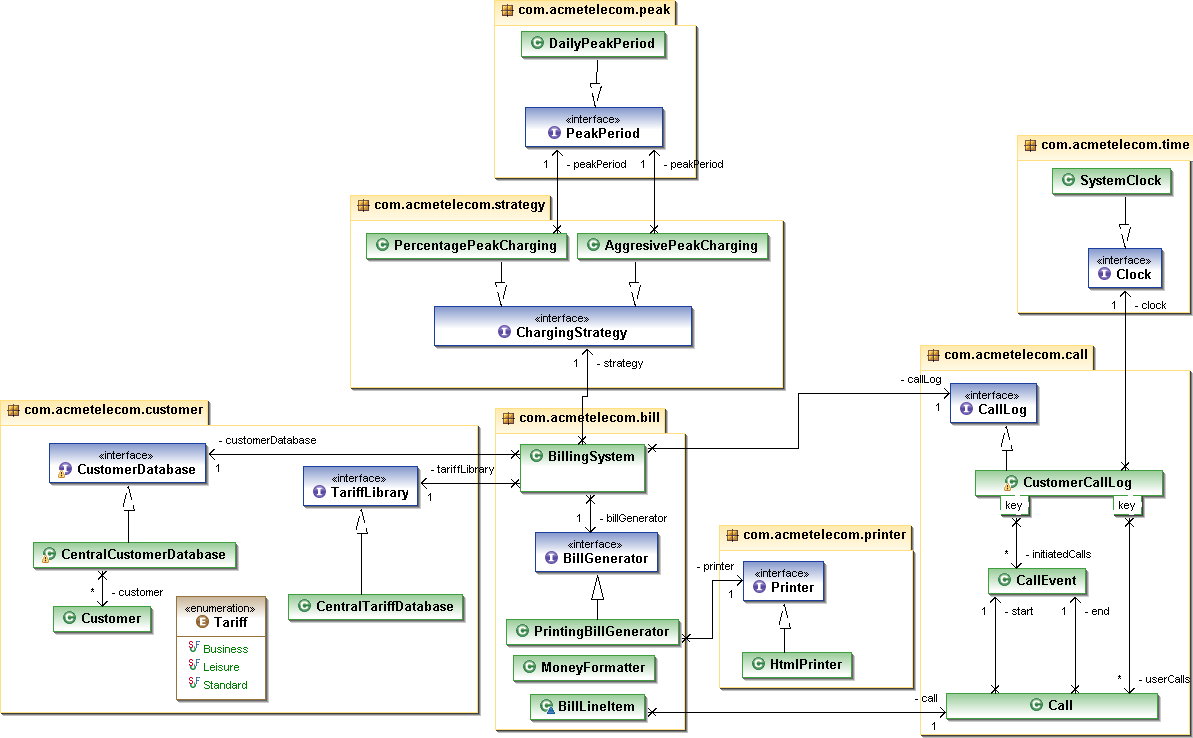 com.acmetelecom.peak
DailyPeakPeriod
«interface»
PeakPeriod
1 - peakPeriod
1 - peakPeriod
com.acmetelecom.time
SystemClock
«interface»
Clock
1 - clock
com.acmetelecom.strategy
PercentagePeakCharging
AggresivePeakCharging
«interface»
ChargingStrategy
1 - strategy
com.acmetelecom.customer
«interface»
CustomerDatabase
- customerDatabase
1
«interface»
TariffLibrary
- tariffLibrary
1
CentralCustomerDatabase
* - customer
Customer
«enumeration»
Tariff
Business
Leisure
Standard
CentralTariffDatabase
com.acmetelecom.bill
BillingSystem
1 - billGenerator
«interface»
BillGenerator
PrintingBillGenerator
MoneyFormatter
BillLineItem
com.acmetelecom.printer
- printer
1
«interface»
Printer
HtmlPrinter
com.acmetelecom.call
- callLog
1
«interface»
CallLog
CustomerCallLog
key
key
* - initiatedCalls
CallEvent
1 - start
1 - end
* - userCalls
- call
1
Call